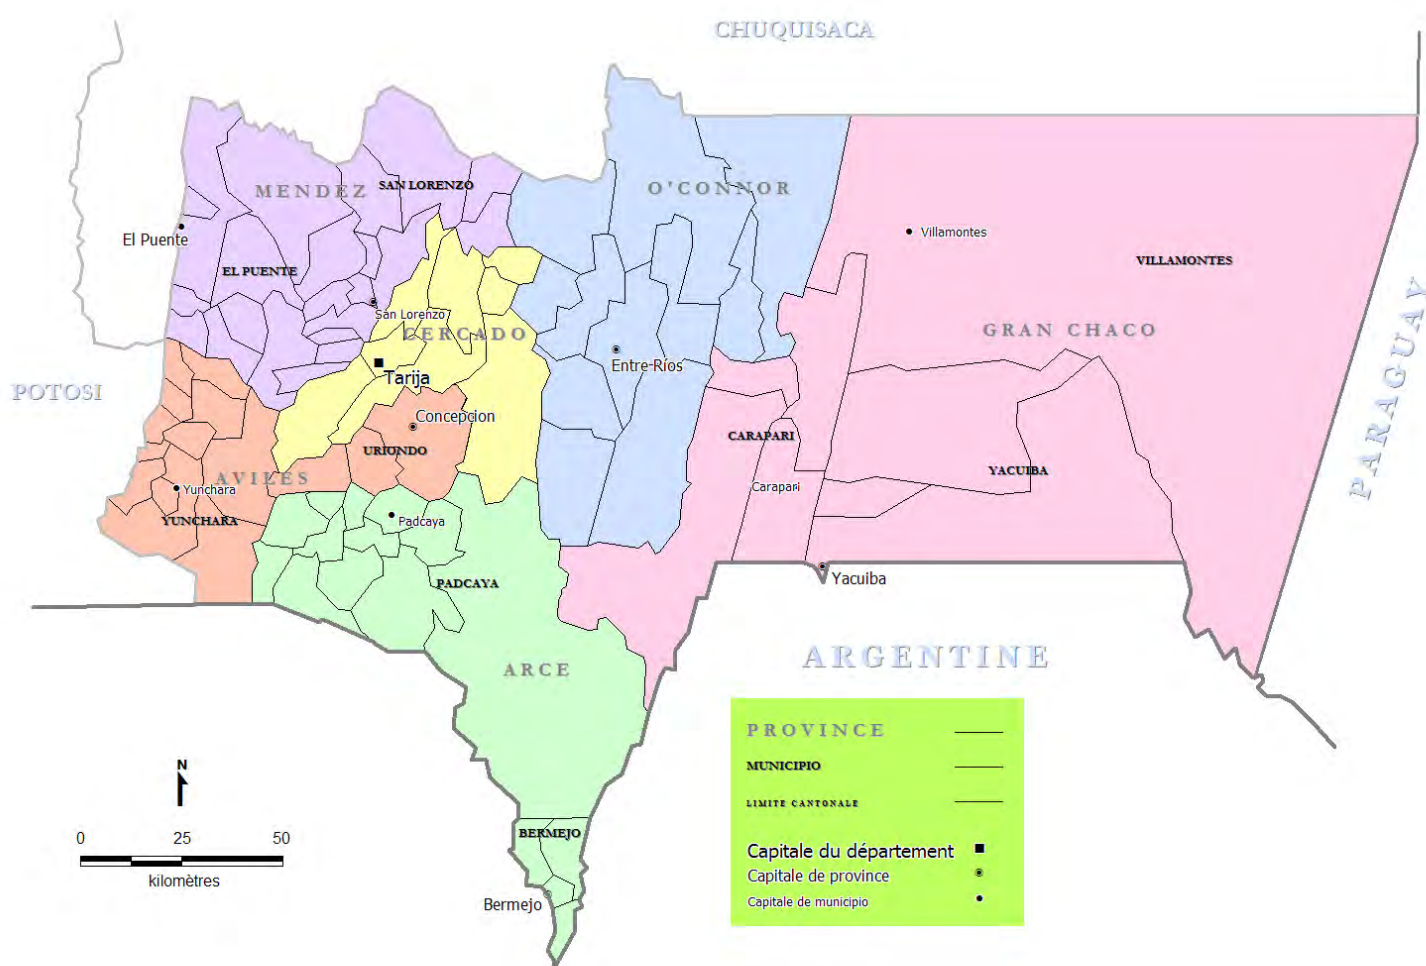 CHUQUISACA
MENDEZ
SAN LORENZO
O'CONNOR
El Puente
Villamontes
EL PUENTE
VILLAMONTES
San Lorenzo
CERCADO
GRAN CHACO
PARAGUAY
Tarija
Entre-Ríos
POTOSI
Concepcion
CARAPARI
URIONDO
YACUIBA
AVILES
Yunchara
Carapari
YUNCHARA
Padcaya
PADCAYA
Yacuiba
ARGENTINE
ARCE
PROVINCE
MUNICIPIO
LIMITE CANTONALE
Capitale du département
Capitale de province
Capitale de municipio
N
0 25 50
kilomètres
BERMEJO
Bermejo